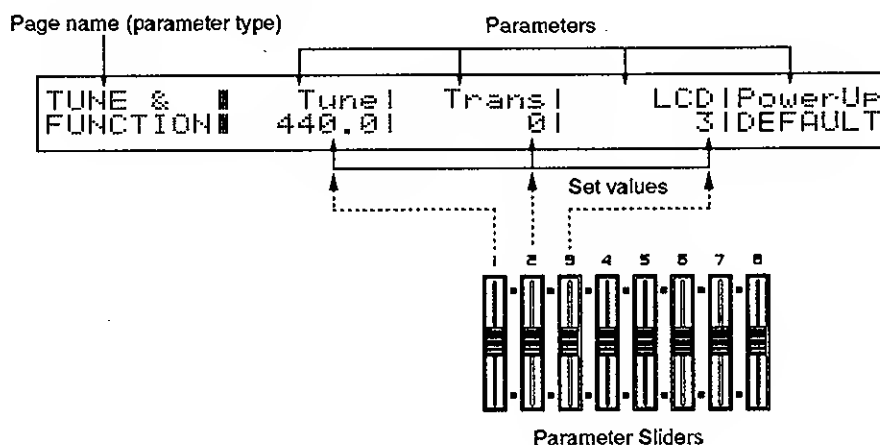 Page name (parameter type)
Parameters
TUNE & Tune| Trans| LCD|PowerUp
FUNCTION 440.0| 0| 3|DEFAULT
Set values
1 2 3 4 5 6 7 8
Parameter Sliders